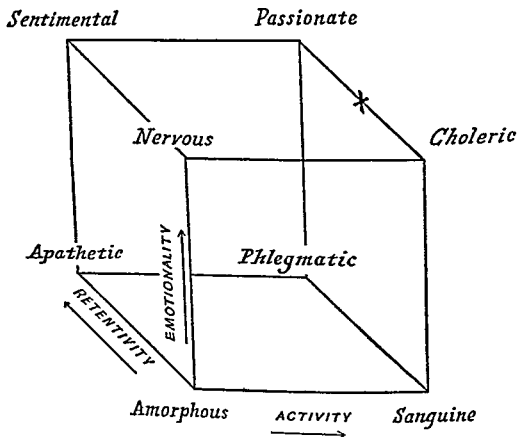 Sentimental
Passionate
Nervous
Choleric
Apathetic
Phlegmatic
EMOTIONALITY
RETENTIVITY
Amorphous
ACTIVITY
Sanguine